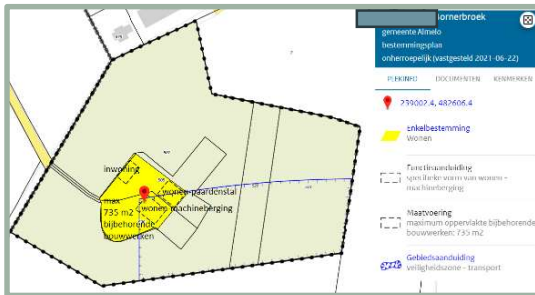 ornerbroek
gemeente Almelo
bestemmingsplan
onherroepelijk (vastgesteld 2021-06-22)
PLEKINFO DOCUMENTEN KENMERKEN
239002.4, 482606.4
Enkelbestemming
Wonen
Functieaanduiding
specifieke vorm van wonen -
machineberging
Maatvoering
maximum oppervlakte bijbehorende
bouwwerken: 735 m2
Gebiedsaanduiding
veiligheidszone - transport
inwoning
wonen-paardenstal
wonen-machineberging
max
735 m2
bijbehorende
bouwwerken